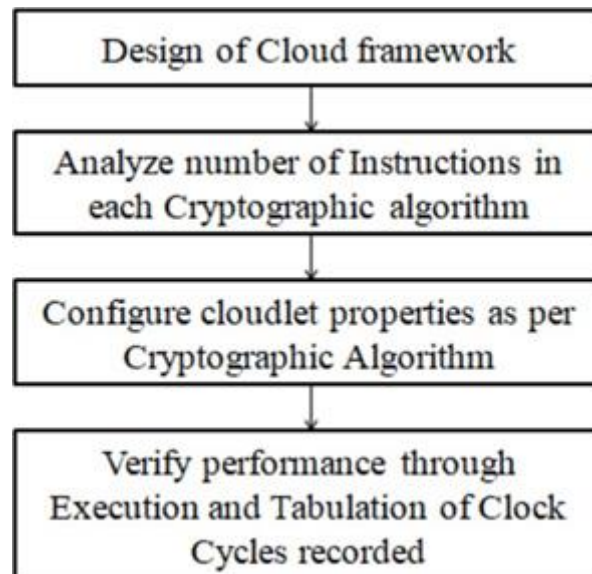 Design of Cloud framework
Analyze number of Instructions in
each Cryptographic algorithm
Configure cloudlet properties as per
Cryptographic Algorithm
Verify performance through
Execution and Tabulation of Clock
Cycles recorded